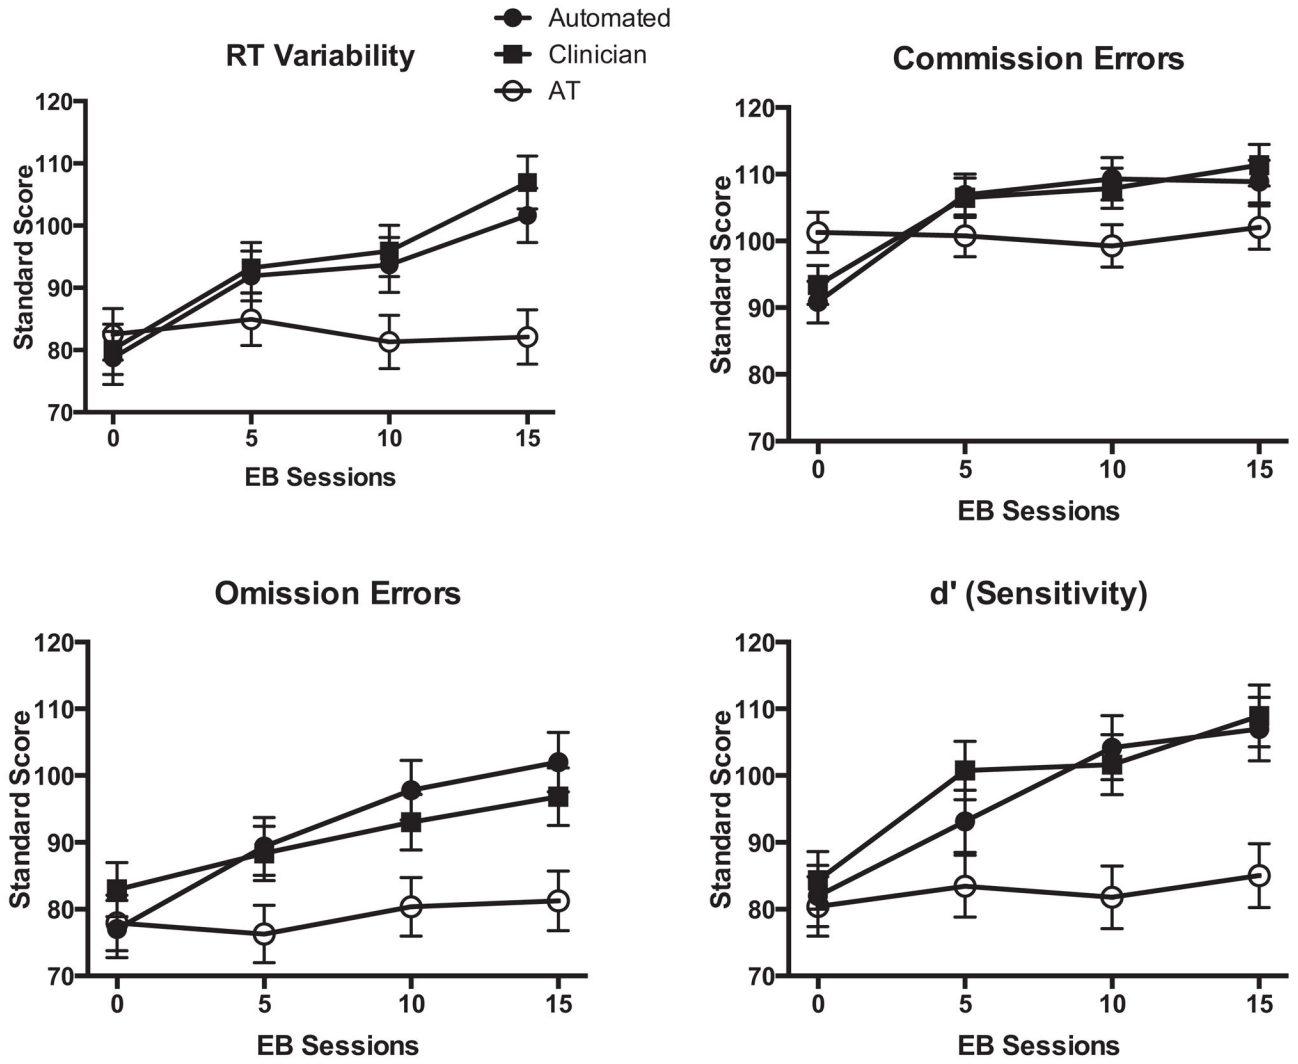 Automated
Clinician
AT
RT Variability
120
110
100
90
80
70
Standard Score
0 5 10 15
EB Sessions
Commission Errors
120
110
100
90
80
70
Standard Score
0 5 10 15
EB Sessions
Omission Errors
120
110
100
90
80
70
Standard Score
0 5 10 15
EB Sessions
d' (Sensitivity)
120
110
100
90
80
70
Standard Score
0 5 10 15
EB Sessions